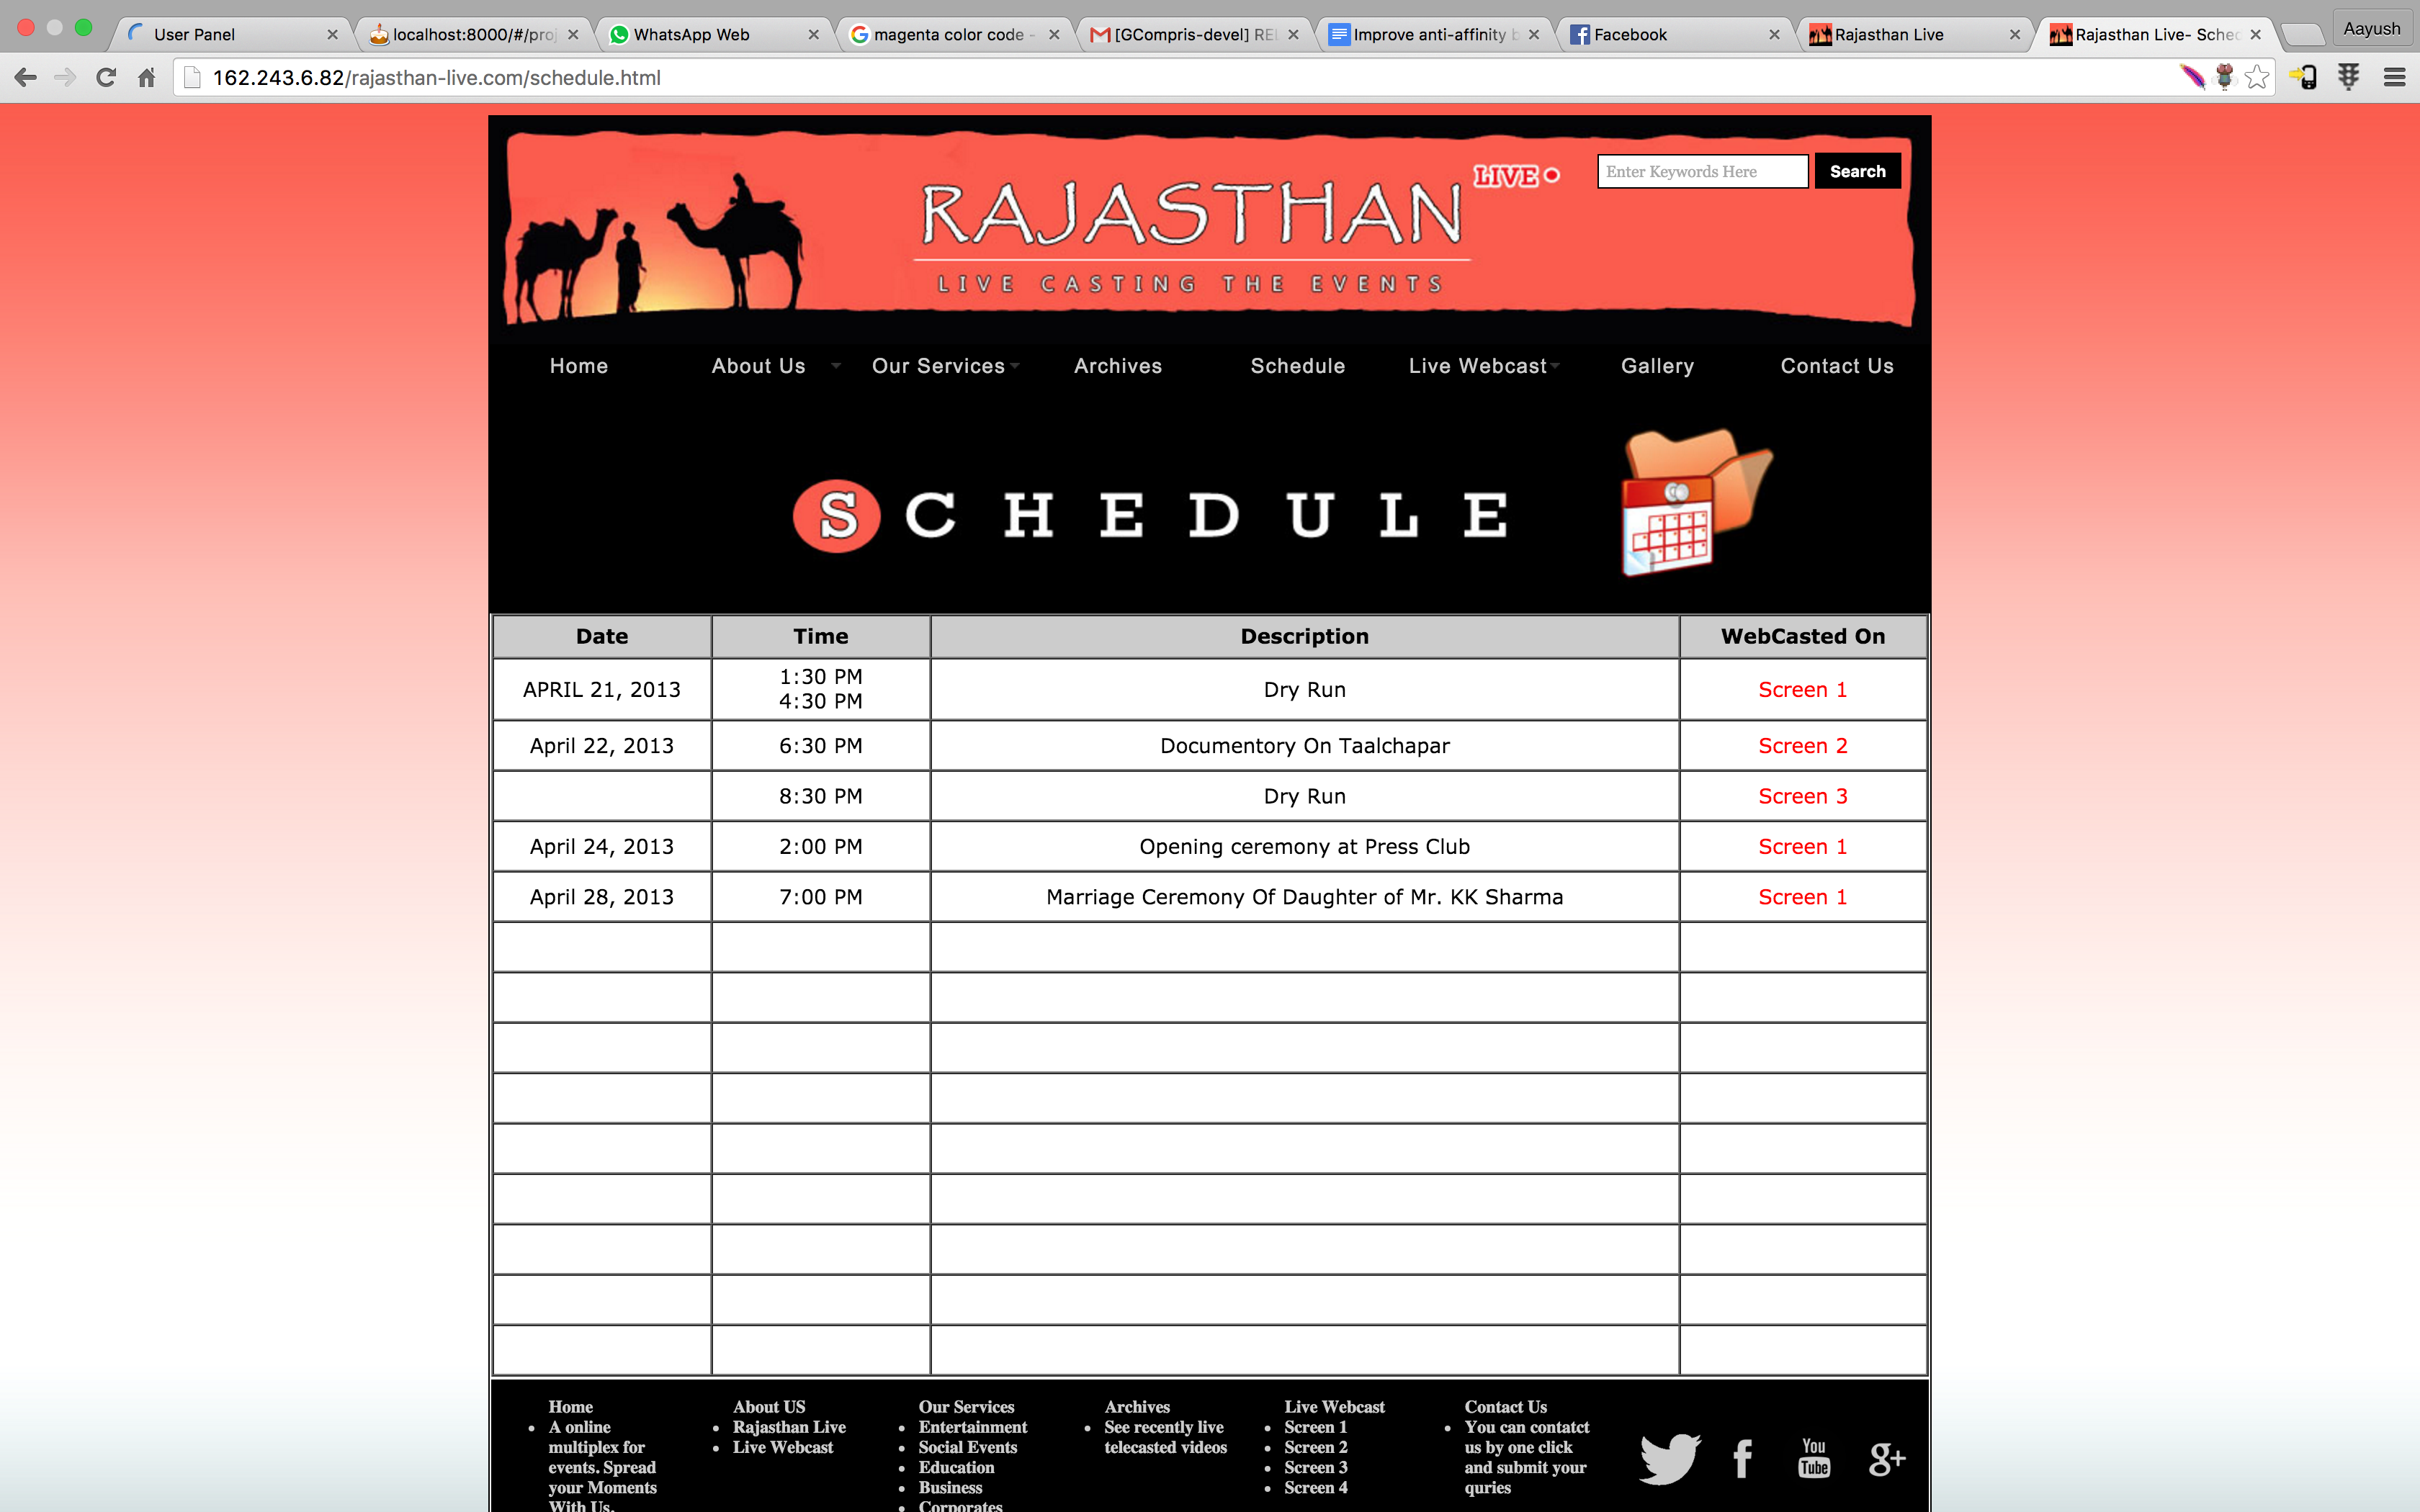 User Panel
localhost:8000/#/proj
WhatsApp Web
magenta color code -
[GCompris-devel] RE
Improve anti-affinity b
Facebook
Rajasthan Live
Rajasthan Live- Sche
Aayush
162.243.6.82/rajasthan-live.com/schedule.html
RAJASTHAN
LIVE
LIVE CASTING THE EVENTS
Enter Keywords Here
Search
Home
About Us
Our Services
Archives
Schedule
Live Webcast
Gallery
Contact Us
SCHEDULE
Date Time Description WebCasted On
APRIL 21, 2013 1:30 PM
4:30 PM Dry Run Screen 1
April 22, 2013 6:30 PM Documentory On Taalchapar Screen 2
8:30 PM Dry Run Screen 3
April 24, 2013 2:00 PM Opening ceremony at Press Club Screen 1
April 28, 2013 7:00 PM Marriage Ceremony Of Daughter of Mr. KK Sharma Screen 1
Home
A online
multiplex for
events. Spread
your Moments
With Us.
About US
Rajasthan Live
Live Webcast
Our Services
Entertainment
Social Events
Education
Business
Corporates
Archives
See recently live
telecasted videos
Live Webcast
Screen 1
Screen 2
Screen 3
Screen 4
Contact Us
You can contatct
us by one click
and submit your
quries
You
Tube
g+